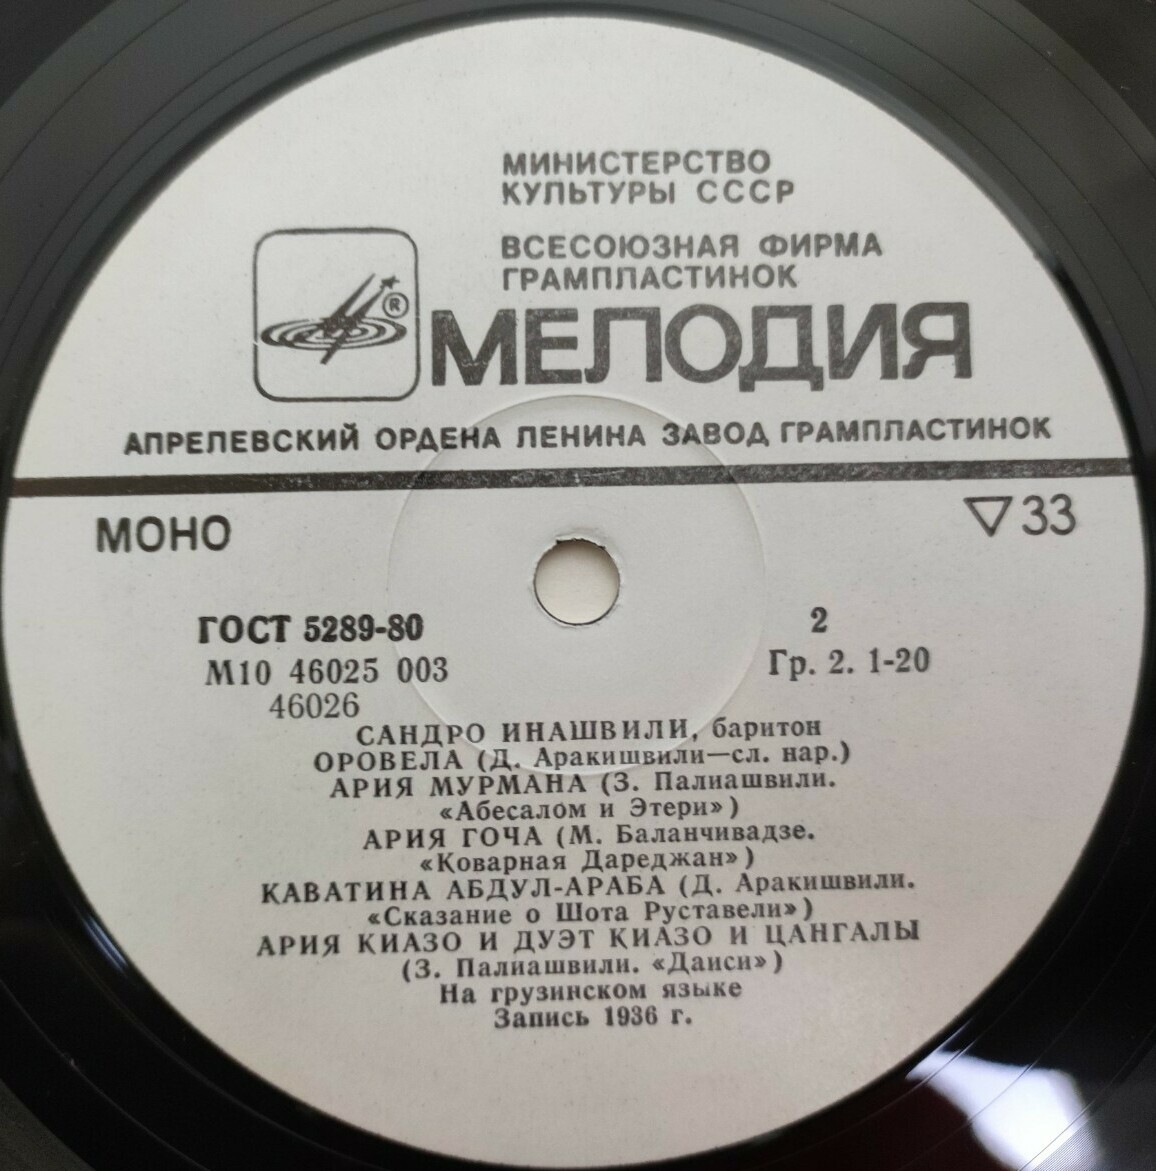 МИНИСТЕРСТВО
КУЛЬТУРЫ СССР
ВСЕСОЮЗНАЯ ФИРМА
ГРАМПЛАСТИНОК
®
МЕЛОДИЯ
АПРЕЛЕВСКИЙ ОРДЕНА ЛЕНИНА ЗАВОД ГРАМПЛАСТИНОК
МОНО
▽33
ГОСТ 5289-80
2
М10 46025 003
Гр. 2. 1-20
46026
САНДРО ИНАШВИЛИ, баритон
ОРОВЕЛА (Д. Аракишвили—сл. нар.)
АРИЯ МУРМАНА (З. Палиашвили.
«Абесалом и Этери»)
АРИЯ ГОЧА (М. Баланчивадзе.
«Коварная Дареджан»)
КАВАТИНА АБДУЛ-АРАБА (Д. Аракишвили.
«Сказание о Шота Руставели»)
АРИЯ КИАЗО И ДУЭТ КИАЗО И ЦАНГАЛЫ
(З. Палиашвили. «Даиси»)
На грузинском языке
Запись 1936 г.